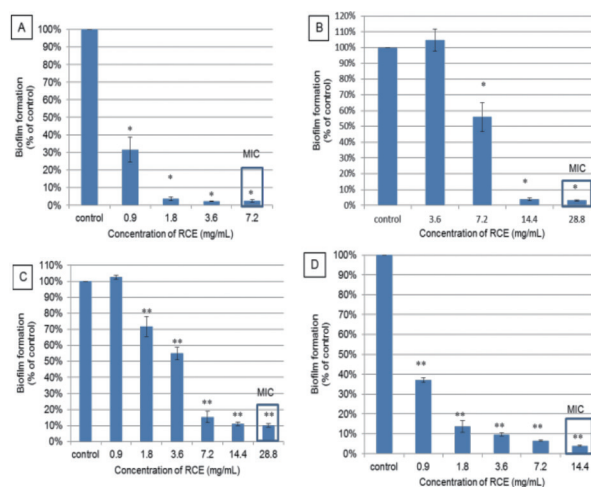 A
100%
90%
80%
70%
60%
50%
40%
30%
20%
10%
0%
Biofilm formation
(% of control)
*
*
*
*
MIC
control 0.9 1.8 3.6 7.2
Concentration of RCE (mg/mL)
B
120%
110%
100%
90%
80%
70%
60%
50%
40%
30%
20%
10%
0%
Biofilm formation
(% of control)
*
*
*
MIC
control 3.6 7.2 14.4 28.8
Concentration of RCE (mg/mL)
C
110%
100%
90%
80%
70%
60%
50%
40%
30%
20%
10%
0%
Biofilm formation
(% of control)
**
**
**
**
**
MIC
control 0.9 1.8 3.6 7.2 14.4 28.8
Concentration of RCE (mg/mL)
D
100%
90%
80%
70%
60%
50%
40%
30%
20%
10%
0%
Biofilm formation
(% of control)
**
**
**
**
**
MIC
control 0.9 1.8 3.6 7.2 14.4
Concentration of RCE (mg/mL)